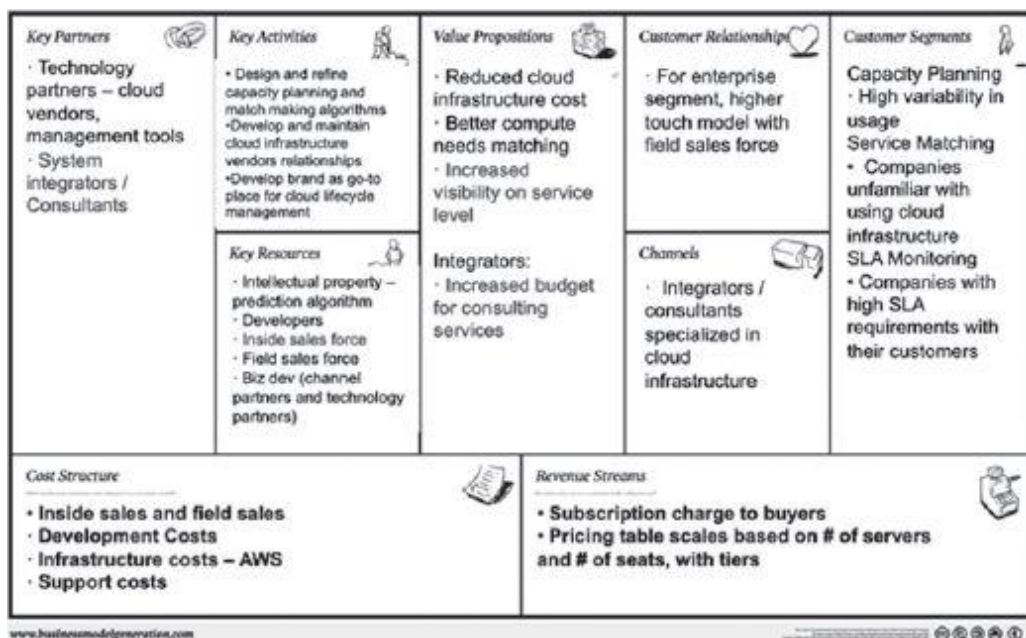 Key Partners
· Technology
partners – cloud
vendors,
management tools
· System
integrators /
Consultants
Key Activities
• Design and refine
capacity planning and
match making algorithms
•Develop and maintain
cloud infrastructure
vendors relationships
•Develop brand as go-to
place for cloud lifecycle
management
Key Resources
· Intellectual property –
prediction algorithm
· Developers
· Inside sales force
· Field sales force
· Biz dev (channel
partners and technology
partners)
Value Propositions
· Reduced cloud
infrastructure cost
· Better compute
needs matching
· Increased
visibility on service
level
Integrators:
· Increased budget
for consulting
services
Customer Relationships
· For enterprise
segment, higher
touch model with
field sales force
Channels
· Integrators /
consultants
specialized in
cloud
infrastructure
Customer Segments
Capacity Planning
· High variability in
usage
Service Matching
• Companies
unfamiliar with
using cloud
infrastructure
SLA Monitoring
• Companies with
high SLA
requirements with
their customers
Cost Structure
• Inside sales and field sales
• Development Costs
· Infrastructure costs – AWS
• Support costs
Revenue Streams
• Subscription charge to buyers
• Pricing table scales based on # of servers
and # of seats, with tiers
www.businessmodelgeneration.com